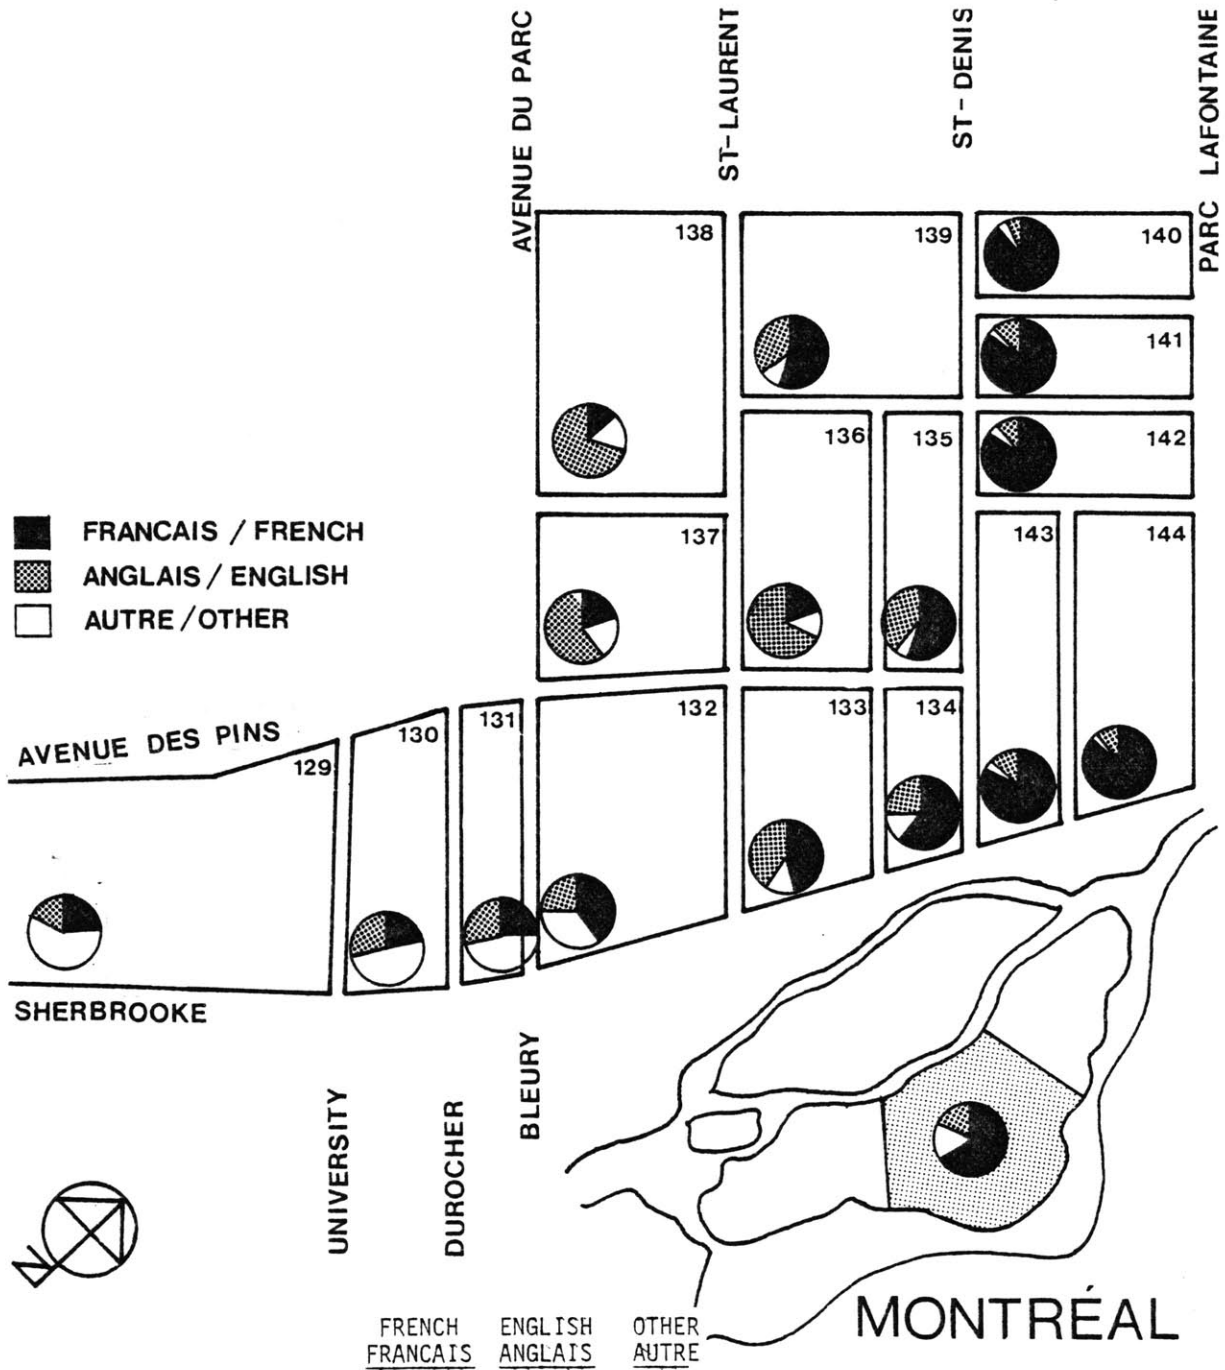 AVENUE DU PARC
ST-LAURENT
ST-DENIS
PARC LAFONTAINE
138
139
140
141
136
135
142
137
143
144
FRANCAIS / FRENCH
ANGLAIS / ENGLISH
AUTRE / OTHER
AVENUE DES PINS
129
130
131
132
133
134
SHERBROOKE
UNIVERSITY
DUROCHER
BLEURY
N
MONTRÉAL
FRENCH ENGLISH OTHER
FRANCAIS ANGLAIS AUTRE